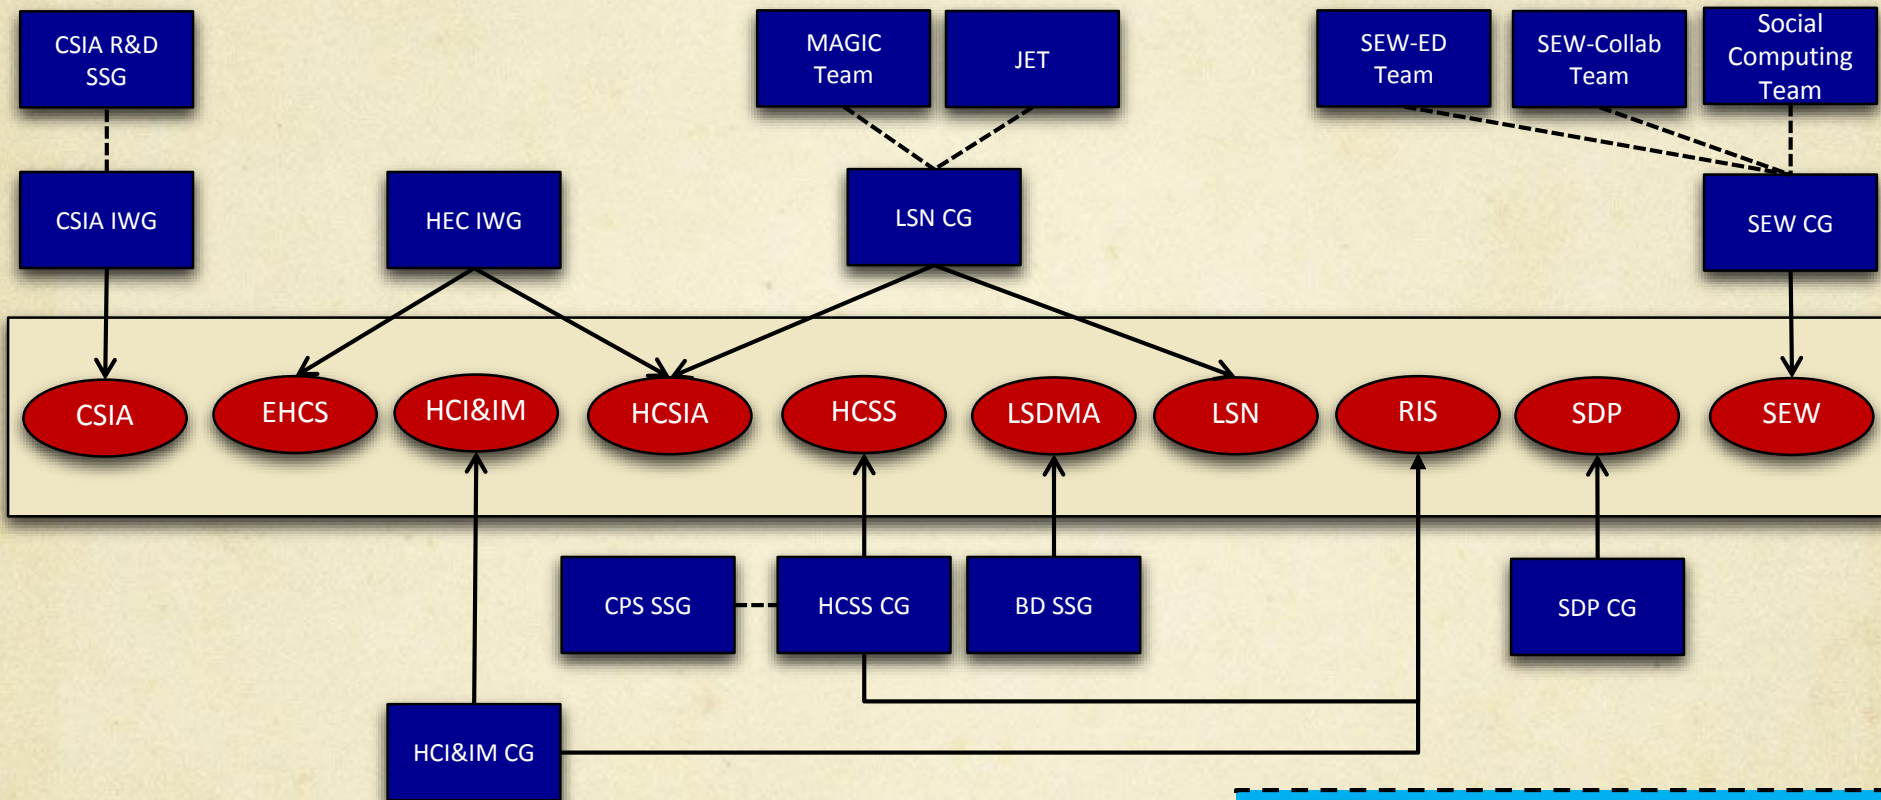 CSIA R&D
SSG
MAGIC
Team
JET
SEW-ED
Team
SEW-Collab
Team
Social
Computing
Team
CSIA IWG
HEC IWG
LSN CG
SEW CG
CSIA
EHCS
HCI&IM
HCSIA
HCSS
LSDMA
LSN
RIS
SDP
SEW
CPS SSG
HCSS CG
BD SSG
SDP CG
HCI&IM CG